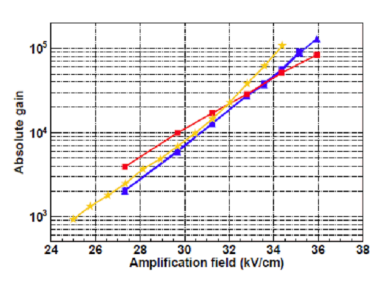 10⁵
10⁴
10³
Absolute gain
24 26 28 30 32 34 36 38
Amplification field (kV/cm)